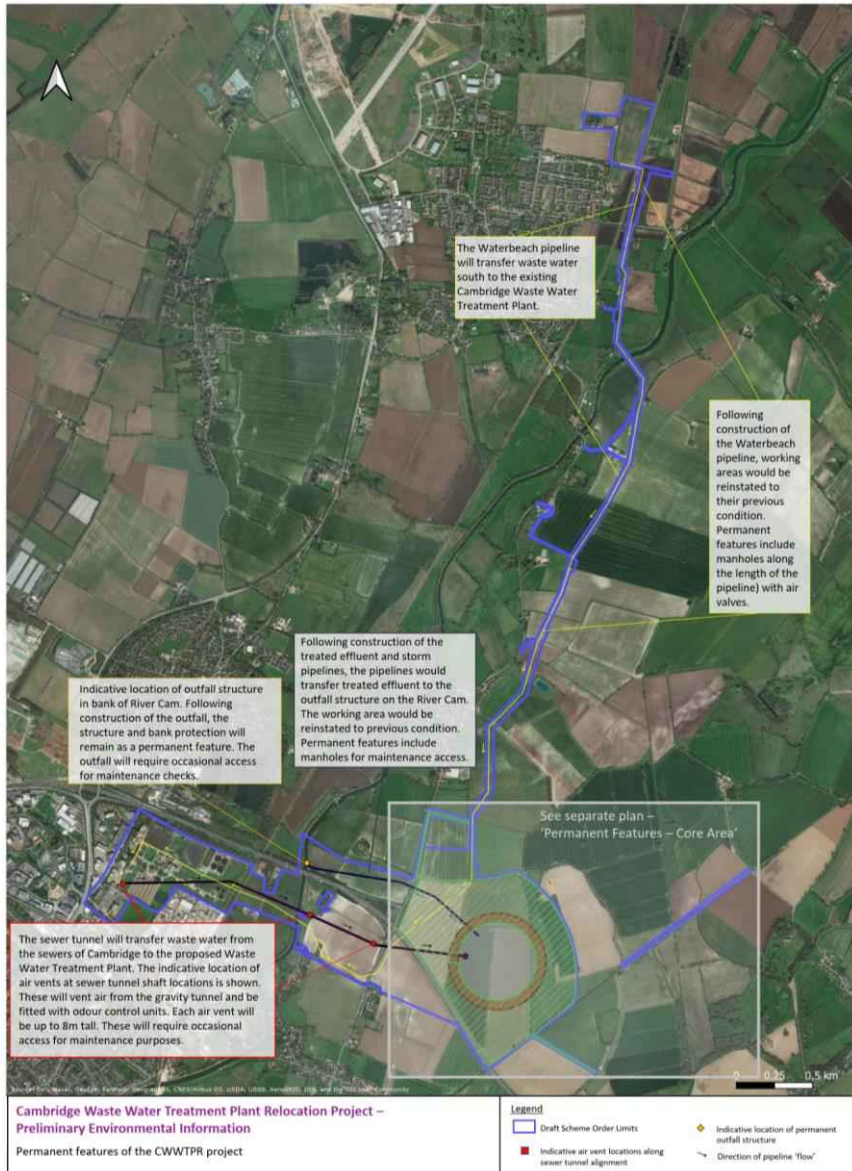 The Waterbeach pipeline
will transfer waste water
south to the existing
Cambridge Waste Water
Treatment Plant.
Following
construction of
the Waterbeach
pipeline, working
areas would be
reinstated to
their previous
condition.
Permanent
features include
manholes along
the length of the
pipeline) with air
valves.
Following construction of the
treated effluent and storm
pipelines, the pipelines would
transfer treated effluent to the
outfall structure on the River Cam.
The working area would be
reinstated to previous condition.
Permanent features include
manholes for maintenance access.
Indicative location of outfall structure
in bank of River Cam. Following
construction of the outfall, the
structure and bank protection will
remain as a permanent feature. The
outfall will require occasional access
for maintenance checks.
See separate plan –
'Permanent Features – Core Area'
The sewer tunnel will transfer waste water from
the sewers of Cambridge to the proposed Waste
Water Treatment Plant. The indicative location of
air vents at sewer tunnel shaft locations is shown.
These will vent air from the gravity tunnel and be
fitted with odour control units. Each air vent will
be up to 8m tall. These will require occasional
access for maintenance purposes.
0 0.25 0.5 km
Cambridge Waste Water Treatment Plant Relocation Project –
Preliminary Environmental Information
Permanent features of the CWWTPR project
Legend
Draft Scheme Order Limits
Indicative air vent locations along
sewer tunnel alignment
Indicative location of permanent
outfall structure
Direction of pipeline 'flow'